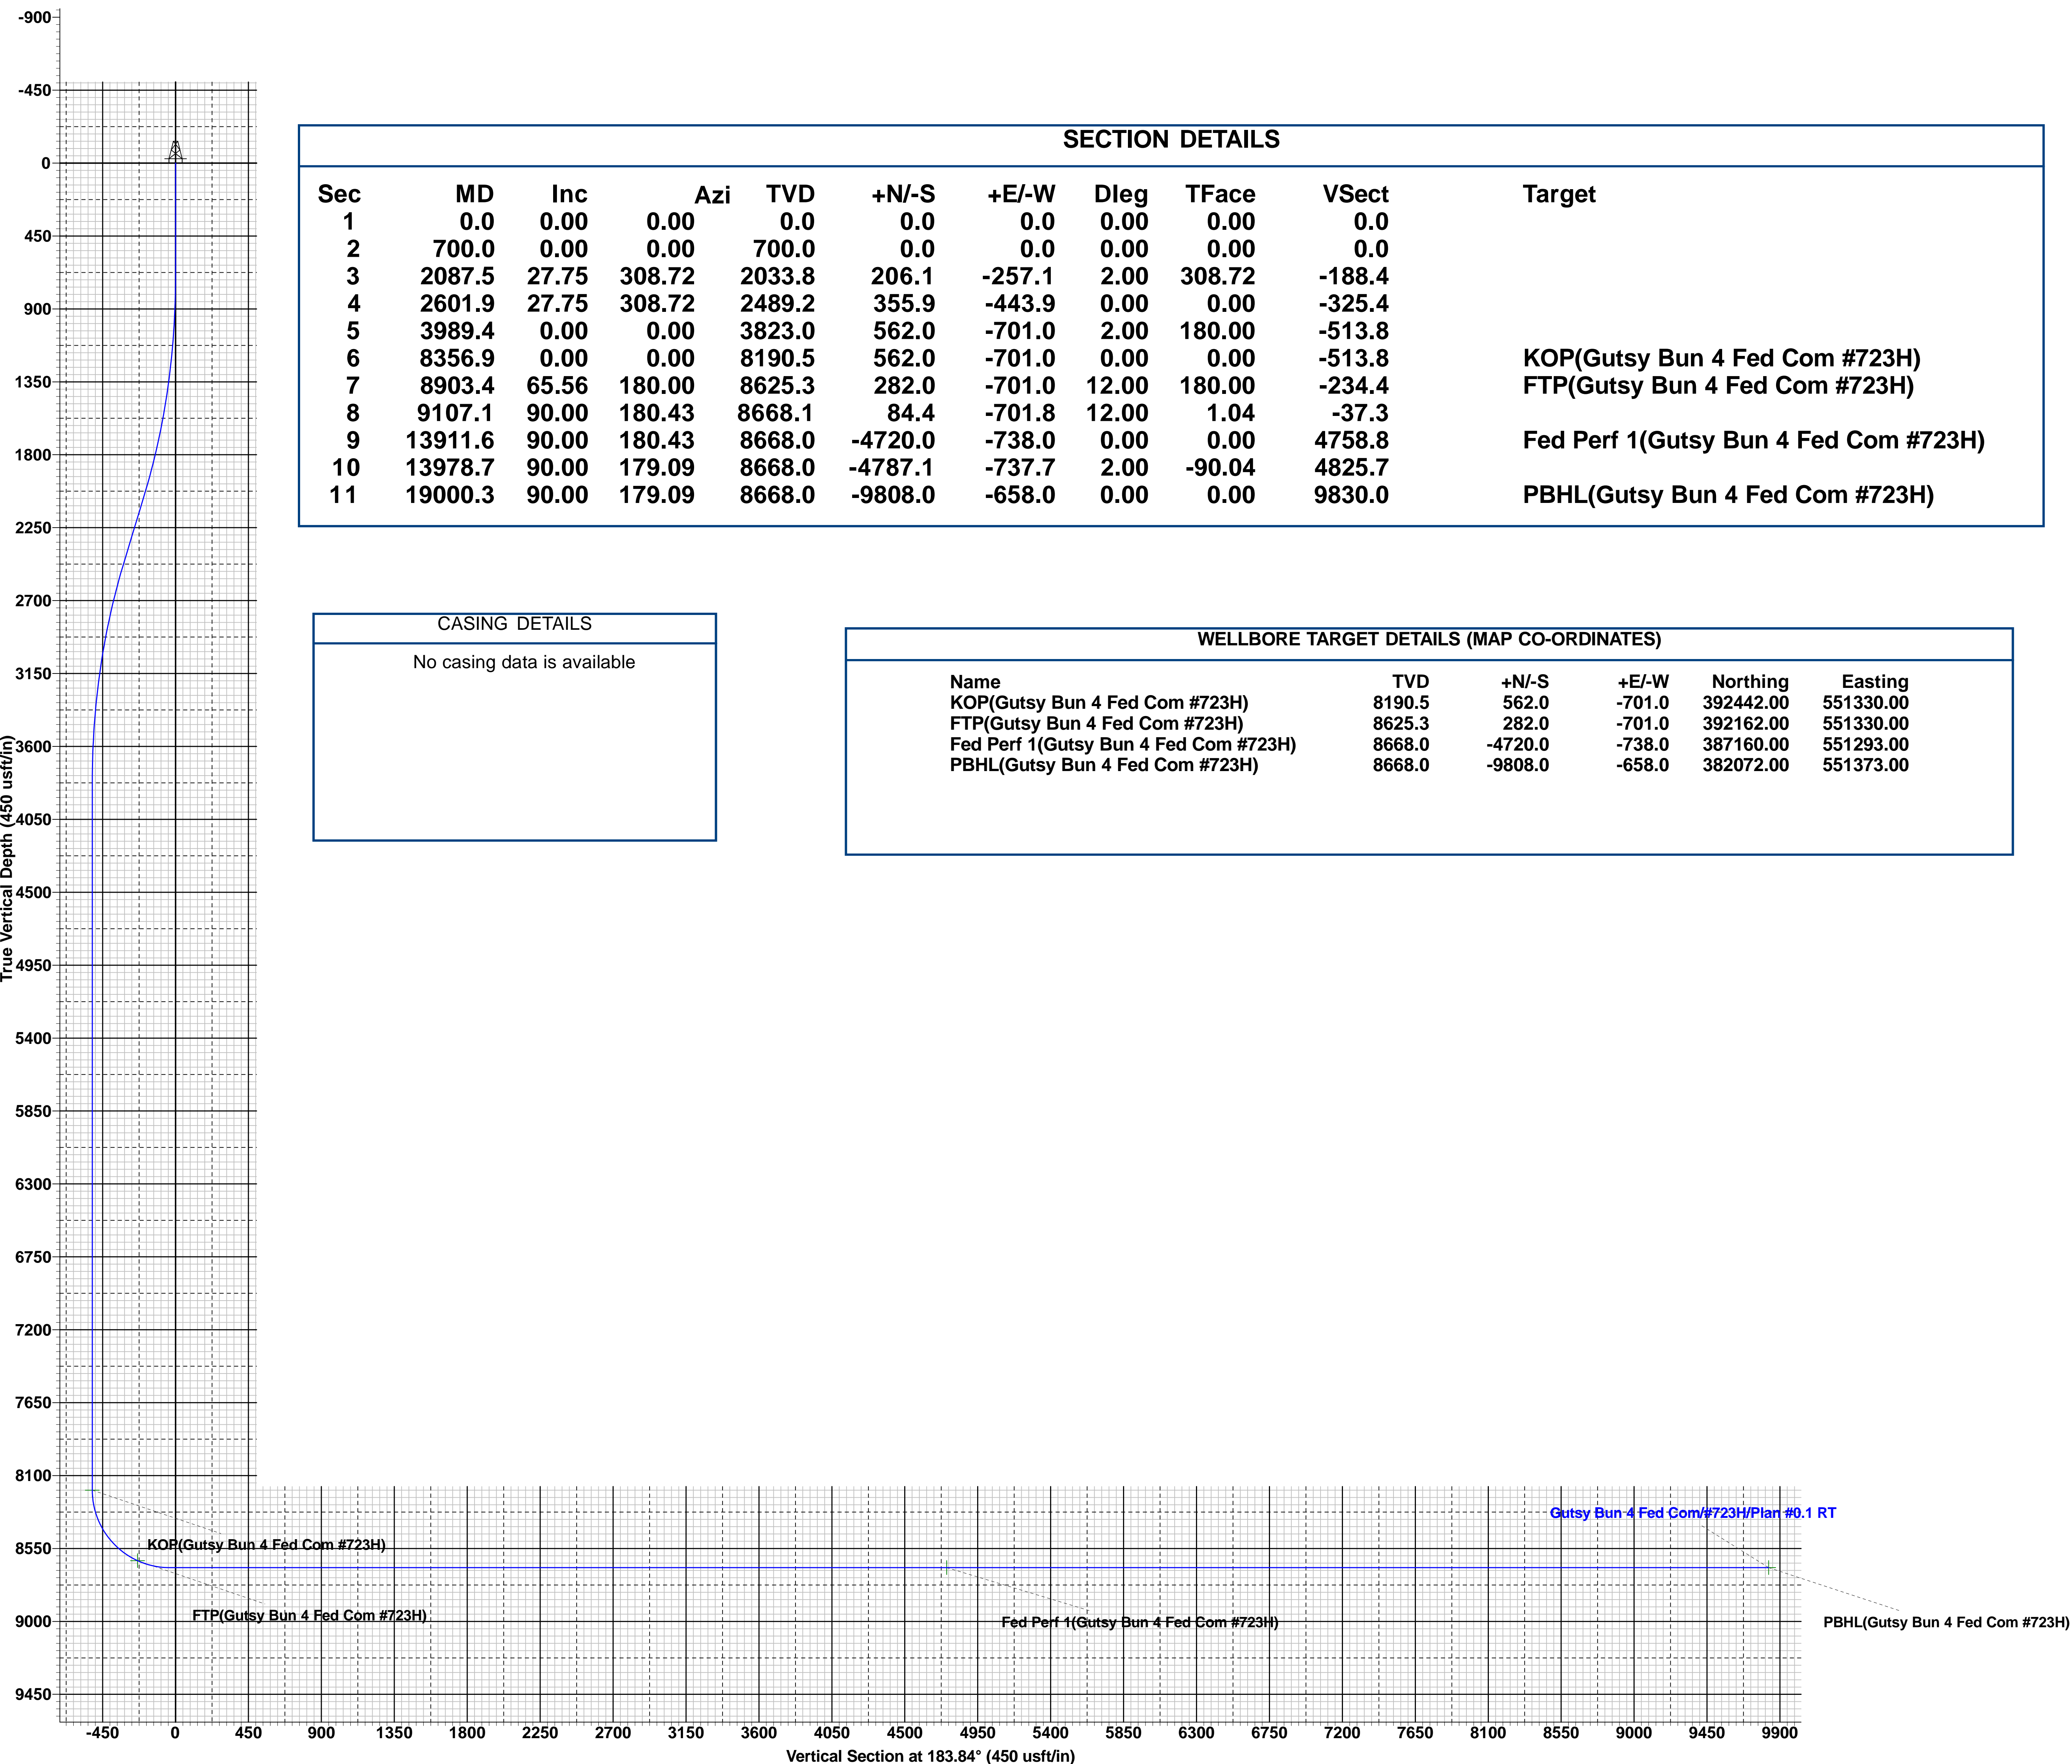 SECTION DETAILS
Sec MD Inc Azi TVD +N/-S +E/-W Dleg TFace VSect Target
1 0.0 0.00 0.00 0.0 0.0 0.0 0.00 0.00 0.0
2 700.0 0.00 0.00 700.0 0.0 0.0 0.00 0.00 0.0
3 2087.5 27.75 308.72 2033.8 206.1 -257.1 2.00 308.72 -188.4
4 2601.9 27.75 308.72 2489.2 355.9 -443.9 0.00 0.00 -325.4
5 3989.4 0.00 0.00 3823.0 562.0 -701.0 2.00 180.00 -513.8
6 8356.9 0.00 0.00 8190.5 562.0 -701.0 0.00 0.00 -513.8 KOP(Gutsy Bun 4 Fed Com #723H)
7 8903.4 65.56 180.00 8625.3 282.0 -701.0 12.00 180.00 -234.4 FTP(Gutsy Bun 4 Fed Com #723H)
8 9107.1 90.00 180.43 8668.1 84.4 -701.8 12.00 1.04 -37.3
9 13911.6 90.00 180.43 8668.0 -4720.0 -738.0 0.00 0.00 4758.8 Fed Perf 1(Gutsy Bun 4 Fed Com #723H)
10 13978.7 90.00 179.09 8668.0 -4787.1 -737.7 2.00 -90.04 4825.7
11 19000.3 90.00 179.09 8668.0 -9808.0 -658.0 0.00 0.00 9830.0 PBHL(Gutsy Bun 4 Fed Com #723H)
CASING DETAILS
No casing data is available
WELLBORE TARGET DETAILS (MAP CO-ORDINATES)
Name TVD +N/-S +E/-W Northing Easting
KOP(Gutsy Bun 4 Fed Com #723H) 8190.5 562.0 -701.0 392442.00 551330.00
FTP(Gutsy Bun 4 Fed Com #723H) 8625.3 282.0 -701.0 392162.00 551330.00
Fed Perf 1(Gutsy Bun 4 Fed Com #723H) 8668.0 -4720.0 -738.0 387160.00 551293.00
PBHL(Gutsy Bun 4 Fed Com #723H) 8668.0 -9808.0 -658.0 382072.00 551373.00
True Vertical Depth (450 usft/in)
-900
-450
0
450
900
1350
1800
2250
2700
3150
3600
4050
4500
4950
5400
5850
6300
6750
7200
7650
8100
8550
9000
9450
Gutsy Bun 4 Fed Com/#723H/Plan #0.1 RT
KOP(Gutsy Bun 4 Fed Com #723H)
FTP(Gutsy Bun 4 Fed Com #723H)
Fed Perf 1(Gutsy Bun 4 Fed Com #723H)
PBHL(Gutsy Bun 4 Fed Com #723H)
-450 0 450 900 1350 1800 2250 2700 3150 3600 4050 4500 4950 5400 5850 6300 6750 7200 7650 8100 8550 9000 9450 9900
Vertical Section at 183.84° (450 usft/in)